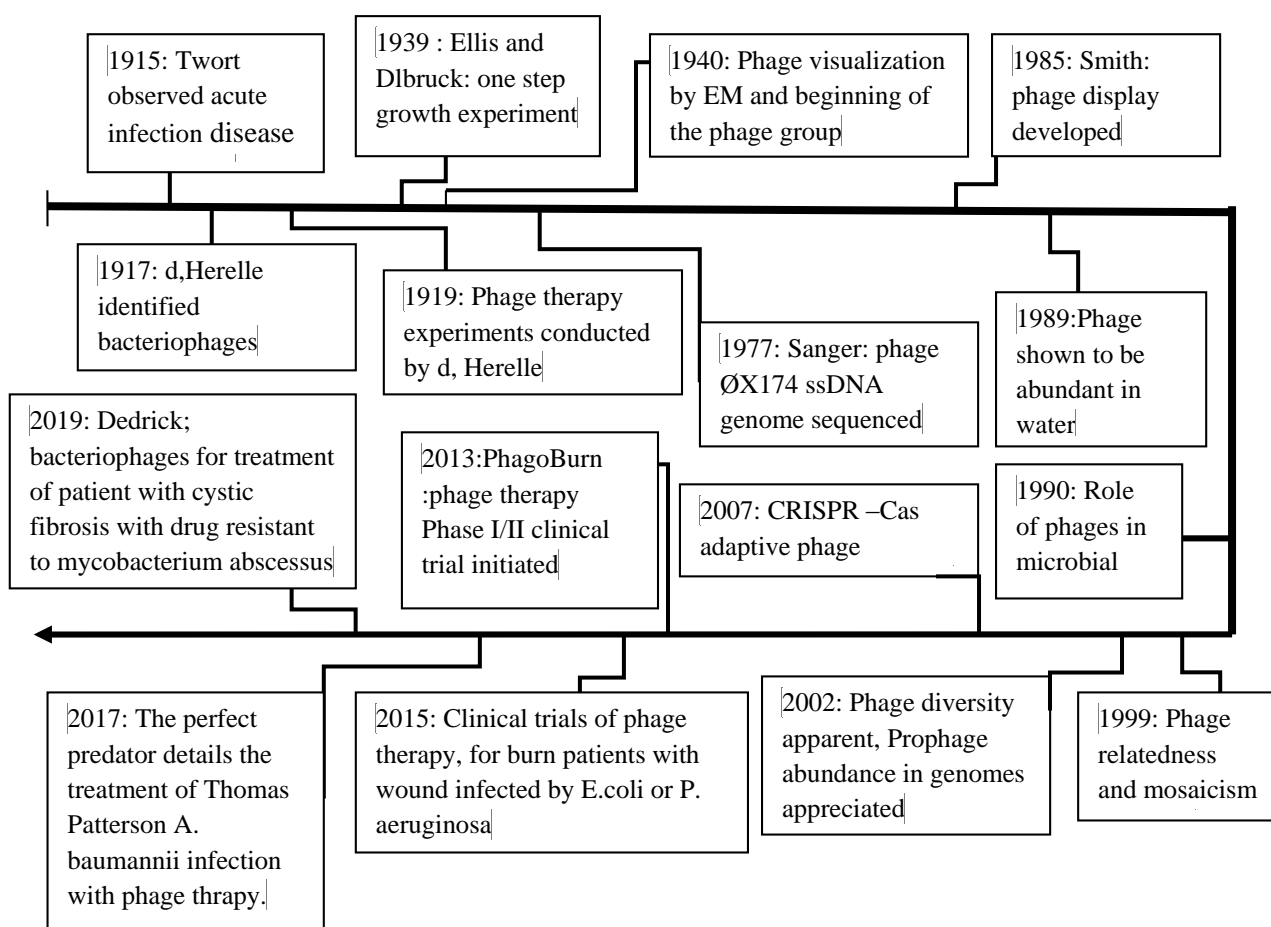 1915: Twort
observed acute
infection disease
1939 : Ellis and
Dlbruck: one step
growth experiment
1940: Phage visualization
by EM and beginning of
the phage group
1985: Smith:
phage display
developed
1917: d,Herelle
identified
bacteriophages
1919: Phage therapy
experiments conducted
by d, Herelle
1977: Sanger: phage
ØX174 ssDNA
genome sequenced
1989:Phage
shown to be
abundant in
water
2019: Dedrick;
bacteriophages for treatment
of patient with cystic
fibrosis with drug resistant
to mycobacterium abscessus
2013:PhagoBurn
:phage therapy
Phase I/II clinical
trial initiated
2007: CRISPR –Cas
adaptive phage
1990: Role
of phages in
microbial
2017: The perfect
predator details the
treatment of Thomas
Patterson A.
baumannii infection
with phage thrapy.
2015: Clinical trials of phage
therapy, for burn patients with
wound infected by E.coli or P.
aeruginosa
2002: Phage diversity
apparent, Prophage
abundance in genomes
appreciated
1999: Phage
relatedness
and mosaicism